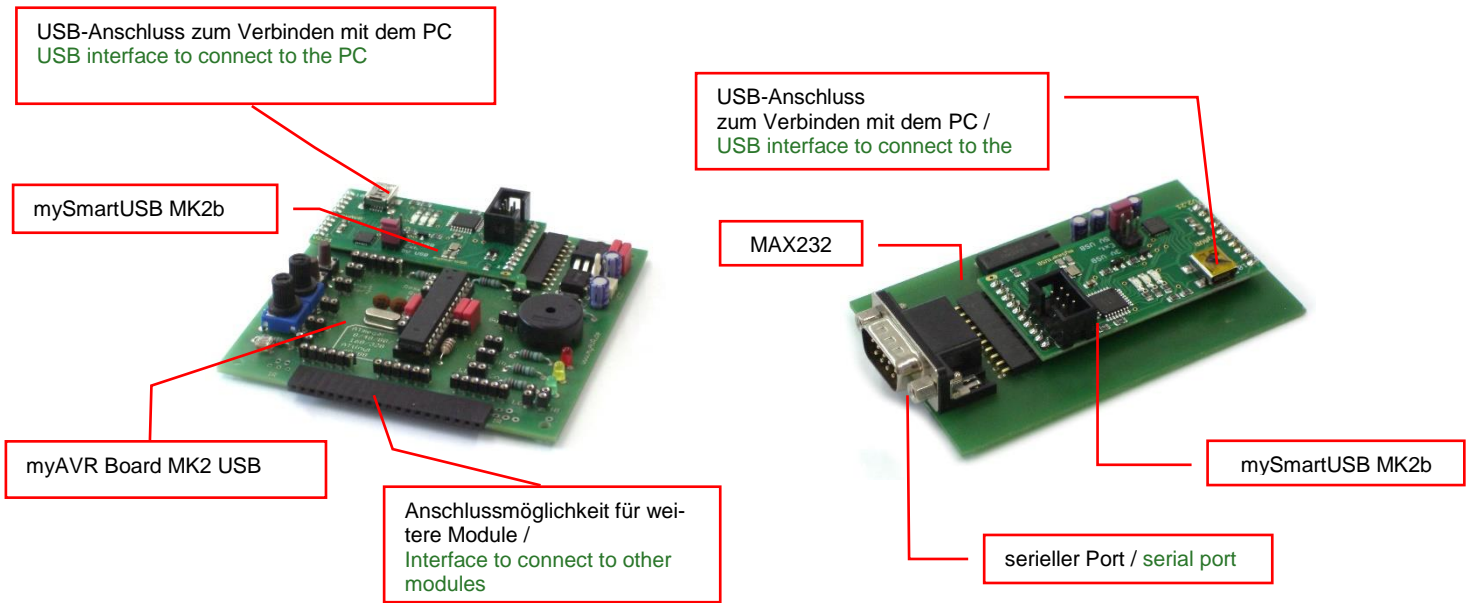 USB-Anschluss zum Verbinden mit dem PC
USB interface to connect to the PC
mySmartUSB MK2b
myAVR Board MK2 USB
Anschlussmöglichkeit für wei-
tere Module /
Interface to connect to other
modules
USB-Anschluss
zum Verbinden mit dem PC /
USB interface to connect to the
MAX232
mySmartUSB MK2b
serieller Port / serial port